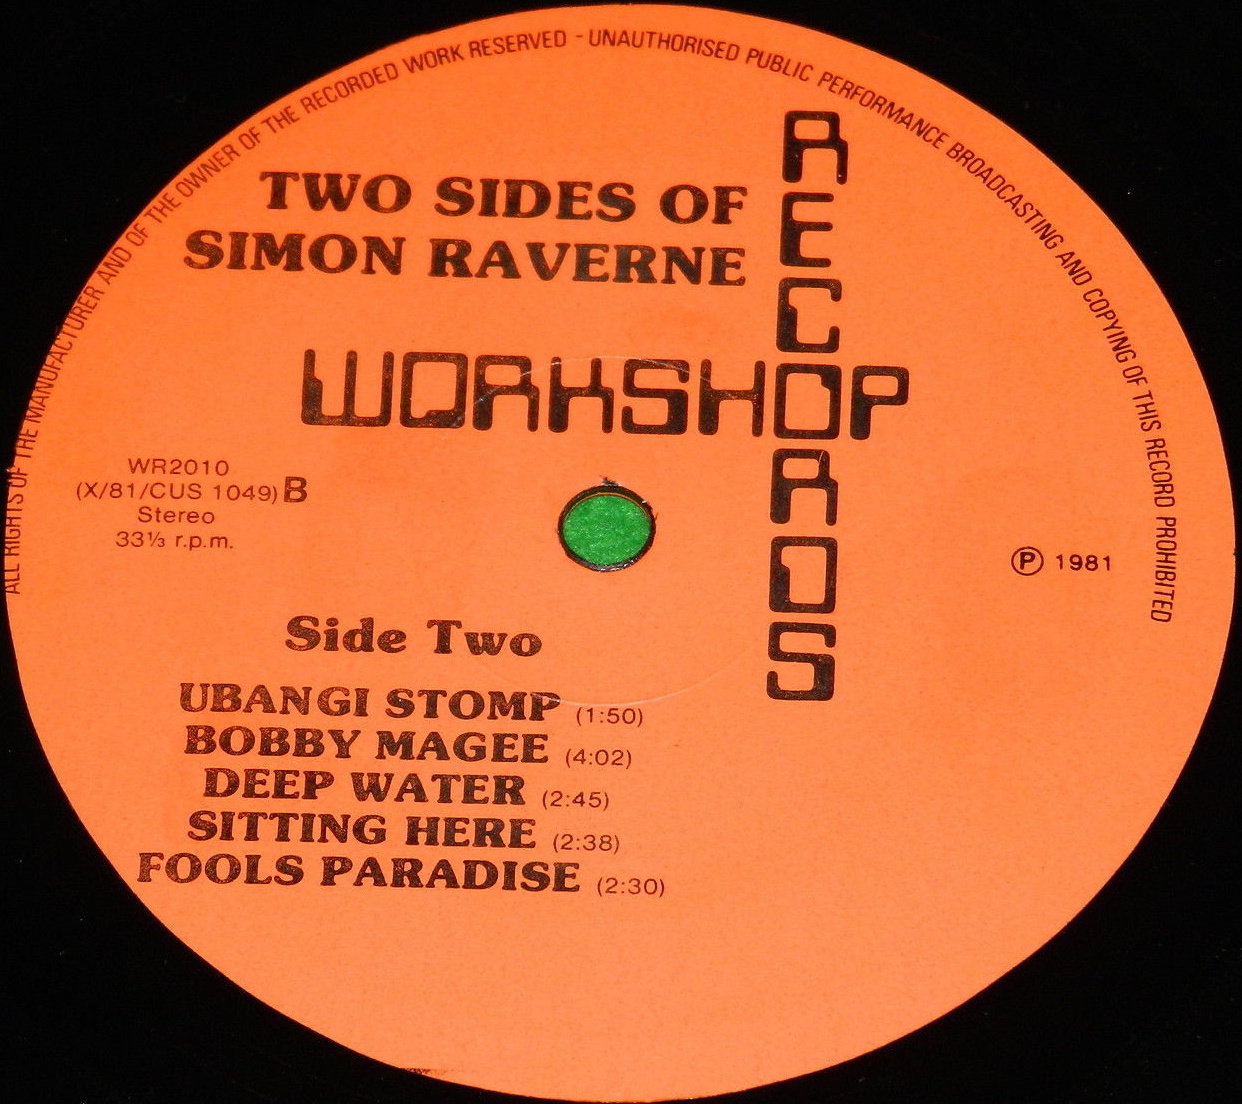 ALL RIGHTS OF THE MANUFACTURER AND OF THE OWNER OF THE RECORDED WORK RESERVED - UNAUTHORISED PUBLIC PERFORMANCE BROADCASTING AND COPYING OF THIS RECORD PROHIBITED
TWO SIDES OF
SIMON RAVERNE
WORKSHOP
RECORDS
WR2010
(X/81/CUS 1049) B
Stereo
33⅓ r.p.m.
Ⓟ 1981
Side Two
UBANGI STOMP (1:50)
BOBBY MAGEE (4:02)
DEEP WATER (2:45)
SITTING HERE (2:38)
FOOLS PARADISE (2:30)